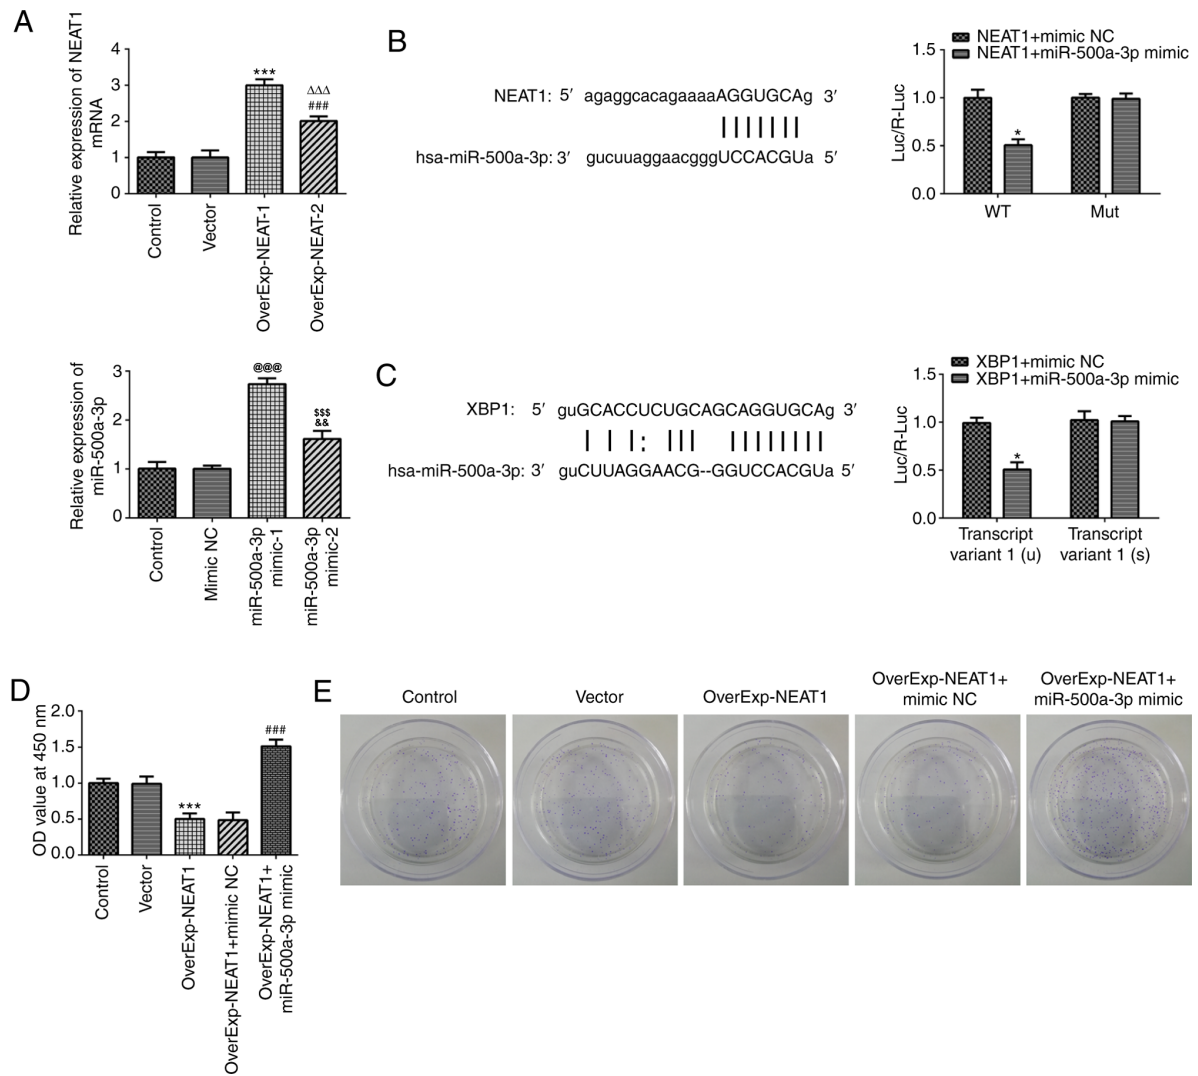 A
Relative expression of NEAT1
mRNA
4
3
2
1
0
***
ΔΔΔ
###
Control
Vector
OverExp-NEAT-1
OverExp-NEAT-2
Relative expression of
miR-500a-3p
3
2
1
0
@@@
$$$
&&
Control
Mimic NC
miR-500a-3p
mimic-1
miR-500a-3p
mimic-2
B
NEAT1: 5′ agaggcacagaaaaAGGUGCAg 3′
hsa-miR-500a-3p: 3′ gucuuaggaacgggUCCACGUa 5′
NEAT1+mimic NC
NEAT1+miR-500a-3p mimic
Luc/R-Luc
1.5
1.0
0.5
0.0
*
WT
Mut
C
XBP1: 5′ guGCACCUCUGCAGCAGGUGCAg 3′
hsa-miR-500a-3p: 3′ guCUUAGGAACG--GGUCCACGUa 5′
XBP1+mimic NC
XBP1+miR-500a-3p mimic
Luc/R-Luc
1.5
1.0
0.5
0.0
*
Transcript
variant 1 (u)
Transcript
variant 1 (s)
D
OD value at 450 nm
2.0
1.5
1.0
0.5
0.0
***
###
Control
Vector
OverExp-NEAT1
OverExp-NEAT1+mimic NC
OverExp-NEAT1+
miR-500a-3p mimic
E
Control
Vector
OverExp-NEAT1
OverExp-NEAT1+
mimic NC
OverExp-NEAT1+
miR-500a-3p mimic